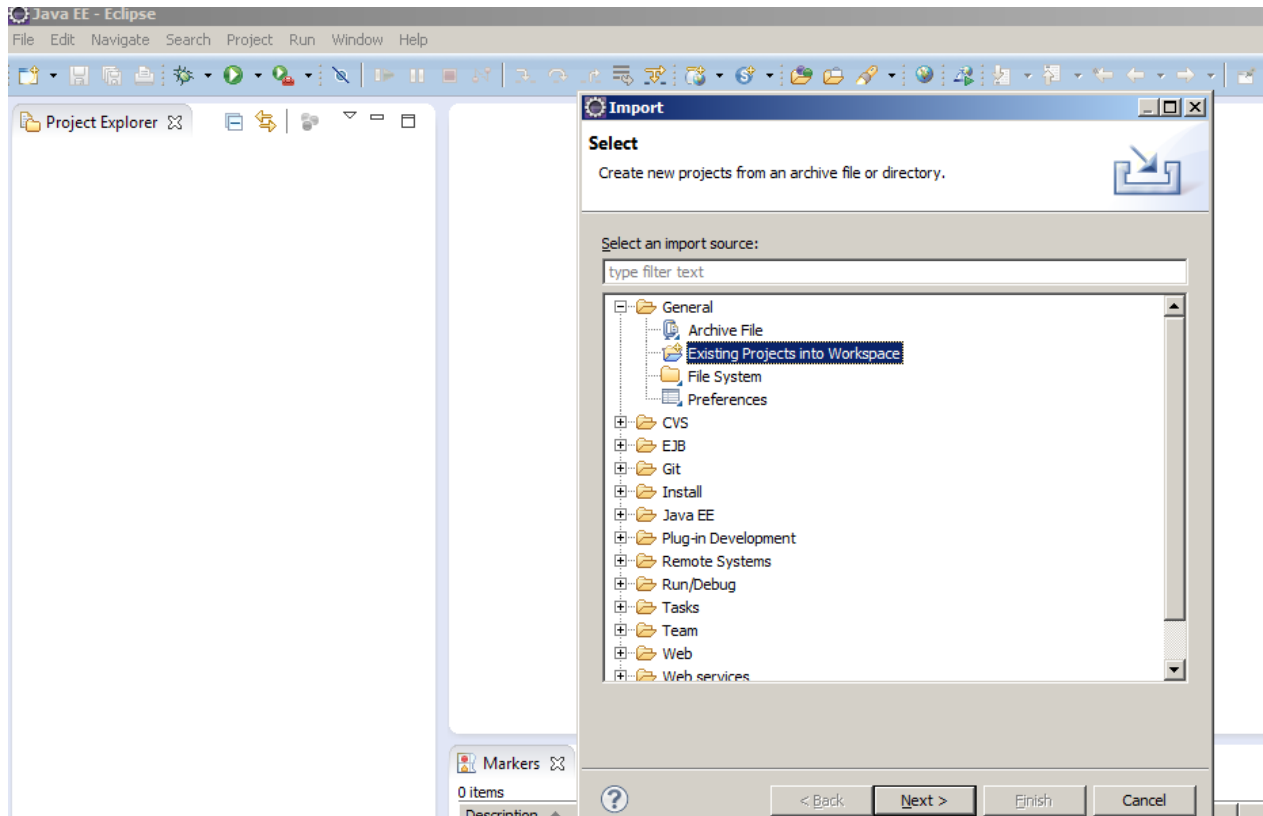 Java EE - Eclipse
File Edit Navigate Search Project Run Window Help
Project Explorer
Import
Select
Create new projects from an archive file or directory.
Select an import source:
type filter text
General
Archive File
Existing Projects into Workspace
File System
Preferences
CVS
EJB
Git
Install
Java EE
Plug-in Development
Remote Systems
Run/Debug
Tasks
Team
Web
Web services
Markers
0 items
Description
< Back Next > Finish Cancel